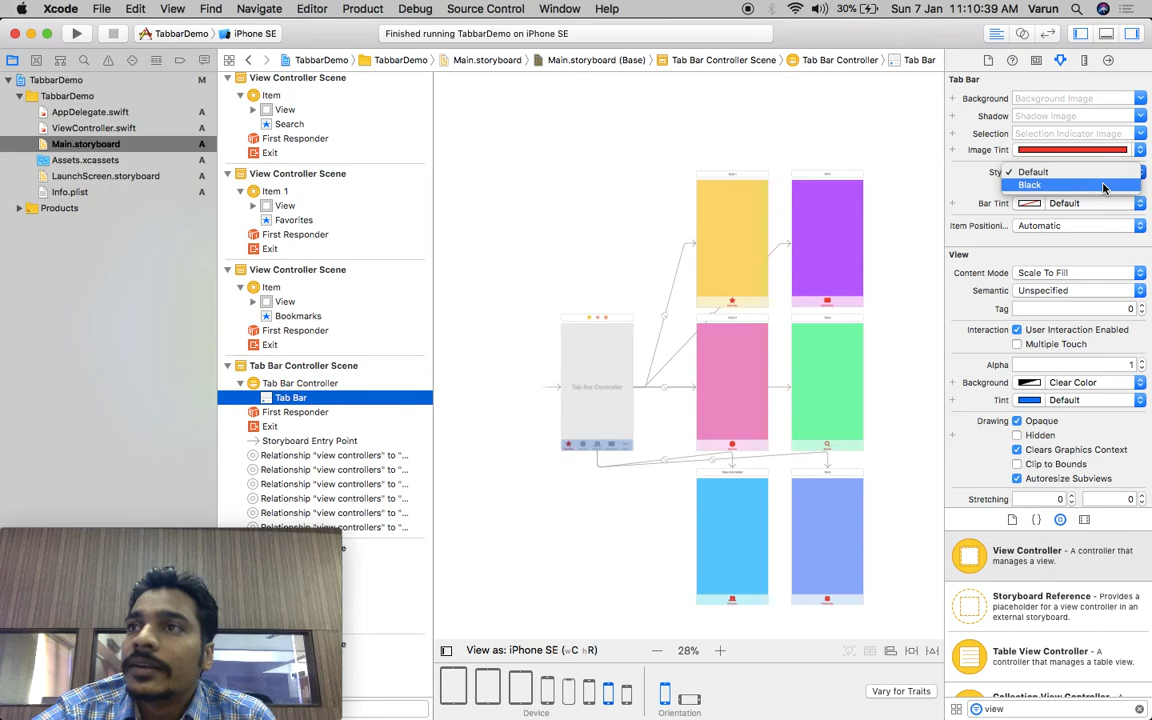 Xcode File Edit View Find Navigate Editor Product Debug Source Control Window Help 30% Sun 7 Jan 11:10:39 AM Varun
TabbarDemo iPhone SE Finished running TabbarDemo on iPhone SE
TabbarDemo TabbarDemo Main.storyboard Main.storyboard (Base) Tab Bar Controller Scene Tab Bar Controller Tab Bar
TabbarDemo M
TabbarDemo
AppDelegate.swift A
ViewController.swift A
Main.storyboard A
Assets.xcassets A
LaunchScreen.storyboard A
Info.plist A
Products
View Controller Scene
Item
View
Search
First Responder
Exit
View Controller Scene
Item 1
View
Favorites
First Responder
Exit
View Controller Scene
Item
View
Bookmarks
First Responder
Exit
Tab Bar Controller Scene
Tab Bar Controller
Tab Bar
First Responder
Exit
Storyboard Entry Point
Relationship "view controllers" to "...
Relationship "view controllers" to "...
Relationship "view controllers" to "...
Relationship "view controllers" to "...
Relationship "view controllers" to "...
Relationship "view controllers" to "...
Tab Bar Controller
View as: iPhone SE (wC hR) 28%
Device
Orientation
Vary for Traits
Tab Bar
Background Background Image
Shadow Shadow Image
Selection Selection Indicator Image
Image Tint
Sty Default
Black
Bar Tint Default
Item Positioni... Automatic
View
Content Mode Scale To Fill
Semantic Unspecified
Tag 0
Interaction User Interaction Enabled
Multiple Touch
Alpha 1
Background Clear Color
Tint Default
Drawing Opaque
Hidden
Clears Graphics Context
Clip to Bounds
Autoresize Subviews
Stretching 0 0
View Controller - A controller that
manages a view.
Storyboard Reference - Provides a
placeholder for a view controller in an
external storyboard.
Table View Controller - A
controller that manages a table view.
view